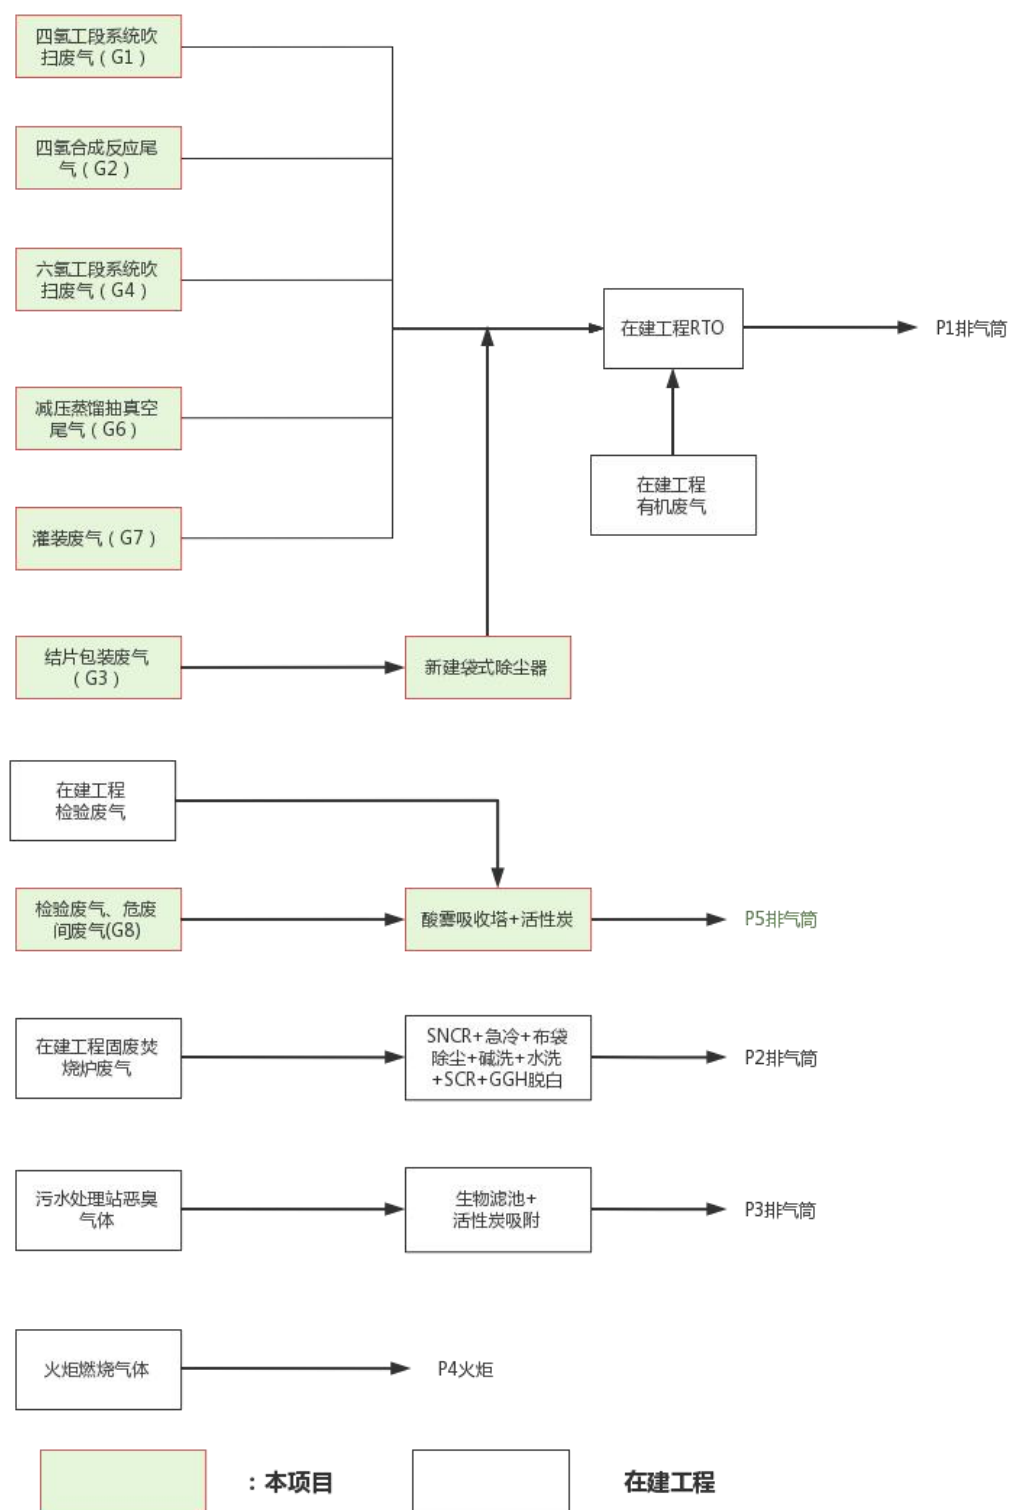 四氢工段系统吹
扫废气（G1）
四氢合成反应尾
气（G2）
六氢工段系统吹
扫废气（G4）
在建工程RTO
P1排气筒
减压蒸馏抽真空
尾气（G6）
在建工程
有机废气
灌装废气（G7）
结片包装废气
（G3）
新建袋式除尘器
在建工程
检验废气
检验废气、危废
间废气(G8)
酸雾吸收塔+活性炭
P5排气筒
在建工程固废焚
烧炉废气
SNCR+急冷+布袋
除尘+碱洗+水洗
+SCR+GGH脱白
P2排气筒
污水处理站恶臭
气体
生物滤池+
活性炭吸附
P3排气筒
火炬燃烧气体
P4火炬
：本项目
在建工程